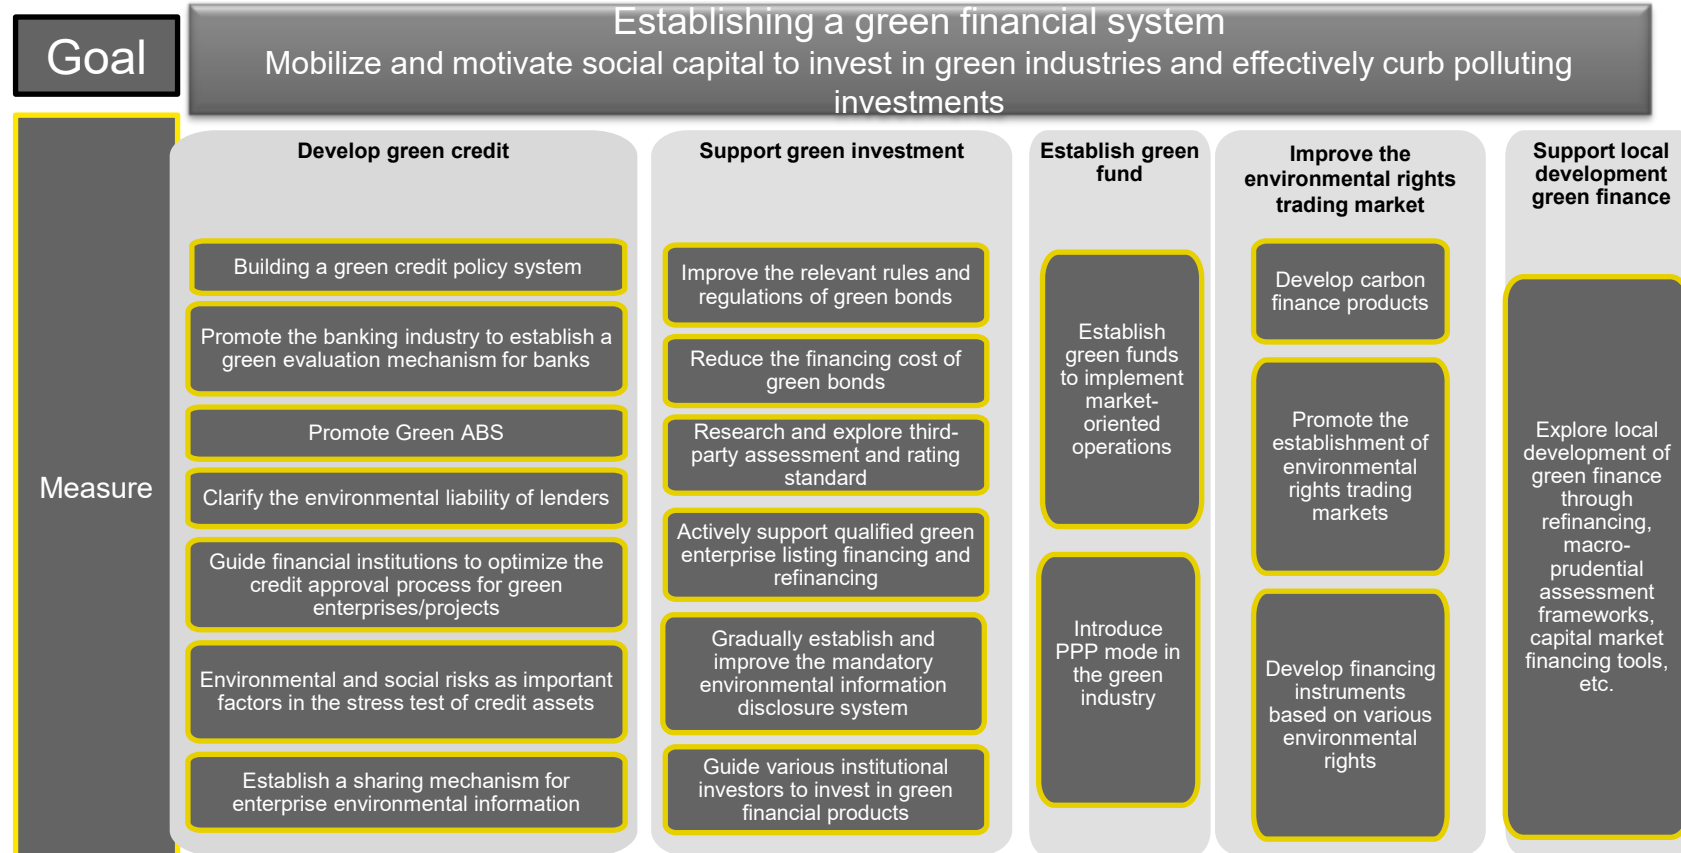 Goal
Establishing a green financial system
Mobilize and motivate social capital to invest in green industries and effectively curb polluting
investments
Measure
Develop green credit
Building a green credit policy system
Promote the banking industry to establish a
green evaluation mechanism for banks
Promote Green ABS
Clarify the environmental liability of lenders
Guide financial institutions to optimize the
credit approval process for green
enterprises/projects
Environmental and social risks as important
factors in the stress test of credit assets
Establish a sharing mechanism for
enterprise environmental information
Support green investment
Improve the relevant rules and
regulations of green bonds
Reduce the financing cost of
green bonds
Research and explore third-
party assessment and rating
standard
Actively support qualified green
enterprise listing financing and
refinancing
Gradually establish and
improve the mandatory
environmental information
disclosure system
Guide various institutional
investors to invest in green
financial products
Establish green
fund
Establish
green funds
to implement
market-
oriented
operations
Introduce
PPP mode in
the green
industry
Improve the
environmental rights
trading market
Develop carbon
finance products
Promote the
establishment of
environmental
rights trading
markets
Develop financing
instruments
based on various
environmental
rights
Support local
development
green finance
Explore local
development of
green finance
through
refinancing,
macro-
prudential
assessment
frameworks,
capital market
financing tools,
etc.